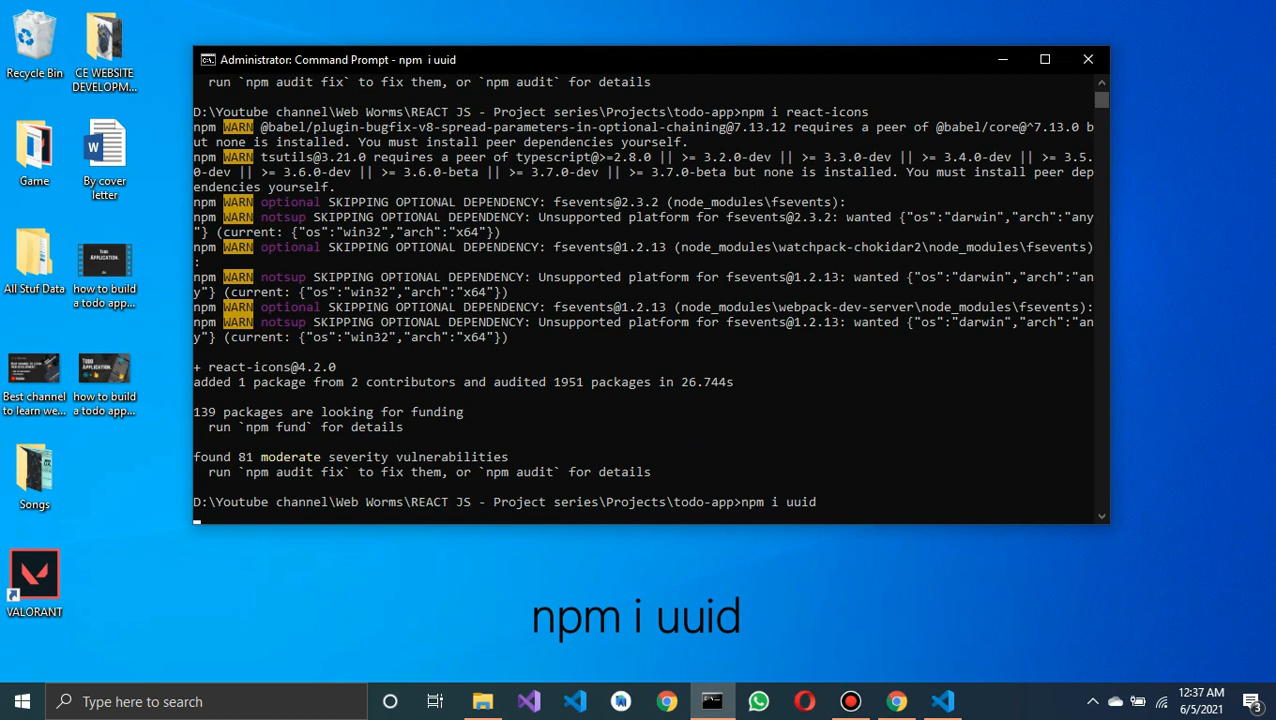 Recycle Bin
CE WEBSITE
DEVELOPM...
Game
By cover
letter
All Stuf Data
how to build
a todo app...
Best channel
to learn we...
how to build
a todo app...
Songs
VALORANT
Administrator: Command Prompt - npm  i uuid
run `npm audit fix` to fix them, or `npm audit` for details
D:\Youtube channel\Web Worms\REACT JS - Project series\Projects\todo-app>npm i react-icons
npm WARN @babel/plugin-bugfix-v8-spread-parameters-in-optional-chaining@7.13.12 requires a peer of @babel/core@^7.13.0 b
ut none is installed. You must install peer dependencies yourself.
npm WARN tsutils@3.21.0 requires a peer of typescript@>=2.8.0 || >= 3.2.0-dev || >= 3.3.0-dev || >= 3.4.0-dev || >= 3.5.
0-dev || >= 3.6.0-dev || >= 3.6.0-beta || >= 3.7.0-dev || >= 3.7.0-beta but none is installed. You must install peer dep
endencies yourself.
npm WARN optional SKIPPING OPTIONAL DEPENDENCY: fsevents@2.3.2 (node_modules\fsevents):
npm WARN notsup SKIPPING OPTIONAL DEPENDENCY: Unsupported platform for fsevents@2.3.2: wanted {"os":"darwin","arch":"any
"} (current: {"os":"win32","arch":"x64"})
npm WARN optional SKIPPING OPTIONAL DEPENDENCY: fsevents@1.2.13 (node_modules\watchpack-chokidar2\node_modules\fsevents)
:
npm WARN notsup SKIPPING OPTIONAL DEPENDENCY: Unsupported platform for fsevents@1.2.13: wanted {"os":"darwin","arch":"an
y"} (current: {"os":"win32","arch":"x64"})
npm WARN optional SKIPPING OPTIONAL DEPENDENCY: fsevents@1.2.13 (node_modules\webpack-dev-server\node_modules\fsevents):
npm WARN notsup SKIPPING OPTIONAL DEPENDENCY: Unsupported platform for fsevents@1.2.13: wanted {"os":"darwin","arch":"an
y"} (current: {"os":"win32","arch":"x64"})
+ react-icons@4.2.0
added 1 package from 2 contributors and audited 1951 packages in 26.744s
139 packages are looking for funding
run `npm fund` for details
found 81 moderate severity vulnerabilities
run `npm audit fix` to fix them, or `npm audit` for details
D:\Youtube channel\Web Worms\REACT JS - Project series\Projects\todo-app>npm i uuid
npm i uuid
Type here to search
12:37 AM
6/5/2021
3